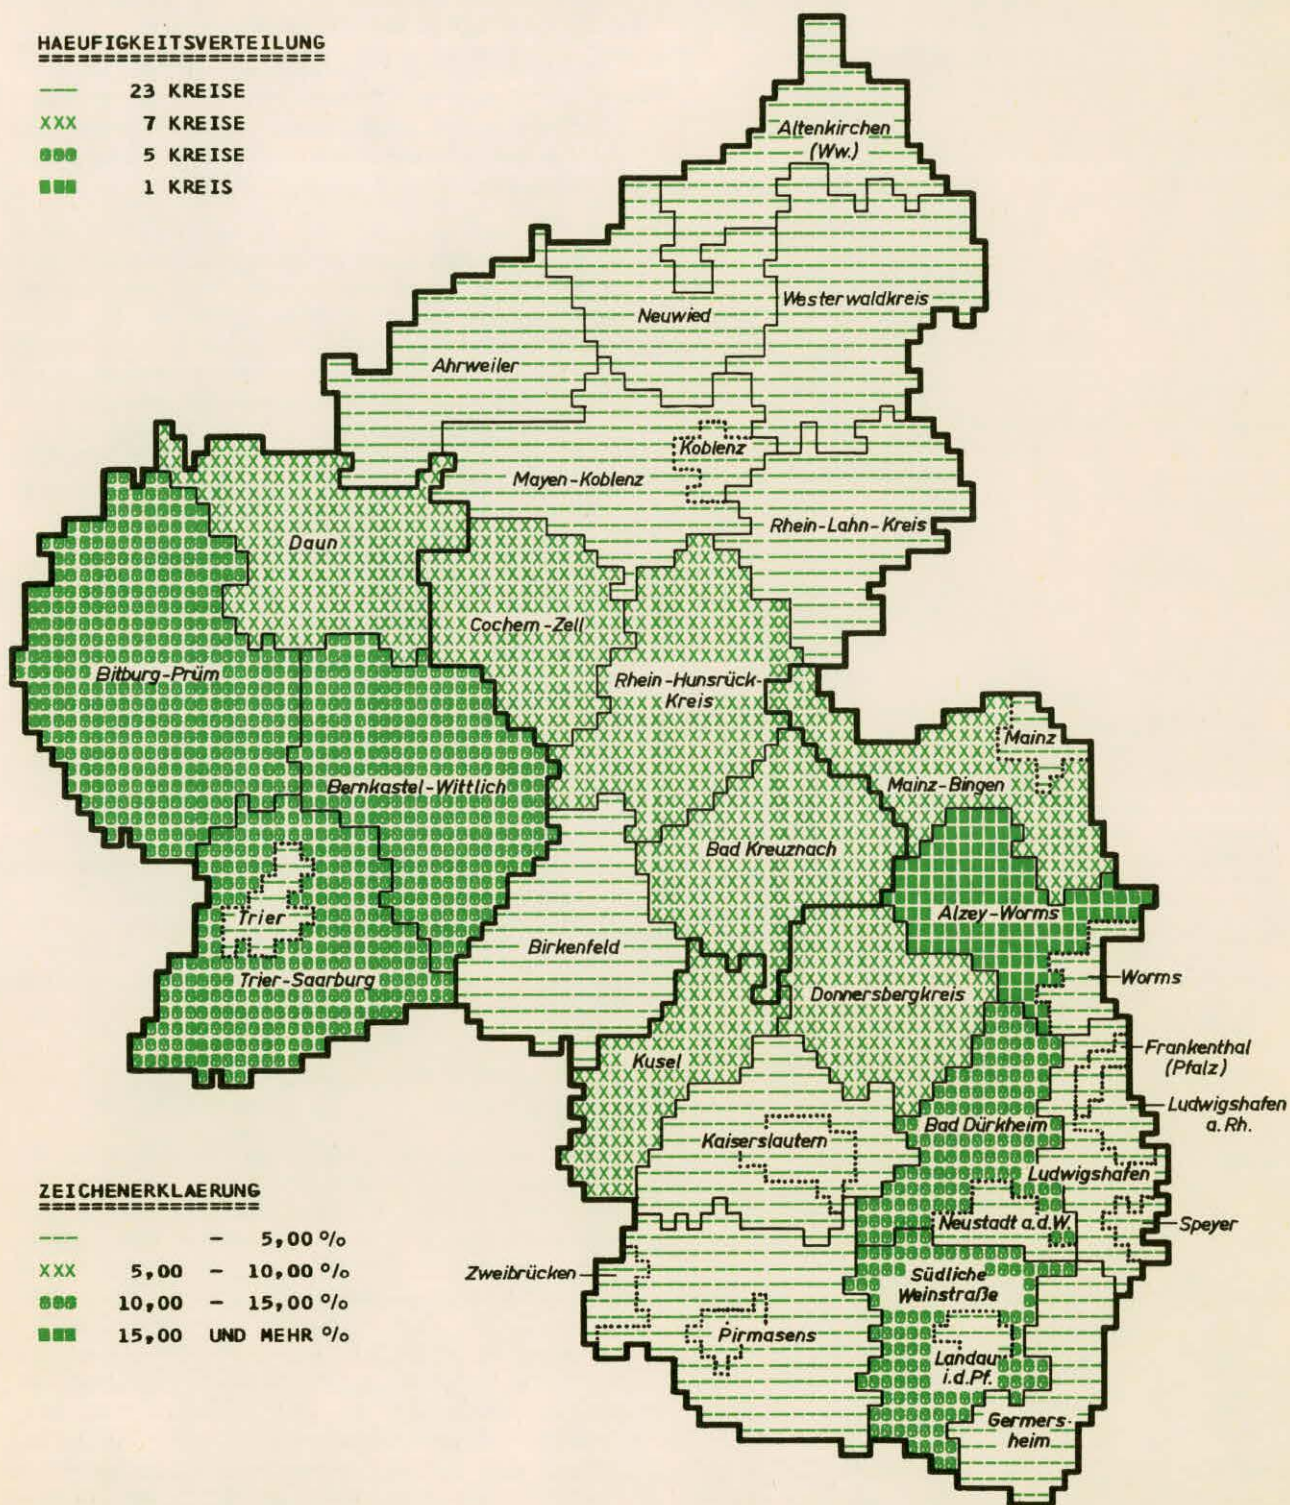 HAEUFIGKEITSVERTEILUNG
23 KREISE
XXX 7 KREISE
5 KREISE
1 KREIS
Altenkirchen
(Ww.)
Neuwied
Westerwaldkreis
Ahrweiler
Koblenz
Mayen-Koblenz
Rhein-Lahn-Kreis
Daun
Cochem-Zell
Bitburg-Prüm
Rhein-Hunsrück-
Kreis
Mainz
Bernkastel-Wittlich
Mainz-Bingen
Bad Kreuznach
Trier
Alzey-Worms
Birkenfeld
Worms
Trier-Saarburg
Donnersbergkreis
Frankenthal
(Pfalz)
Kusel
Ludwigshafen
a. Rh.
Bad Dürkheim
Kaiserslautern
Ludwigshafen
Neustadt a.d.W.
Speyer
Zweibrücken
Südliche
Weinstraße
Pirmasens
Landau
i.d.Pf.
Germers-
heim
ZEICHENERKLAERUNG
- 5,00 %
XXX 5,00 - 10,00 %
10,00 - 15,00 %
15,00 UND MEHR %